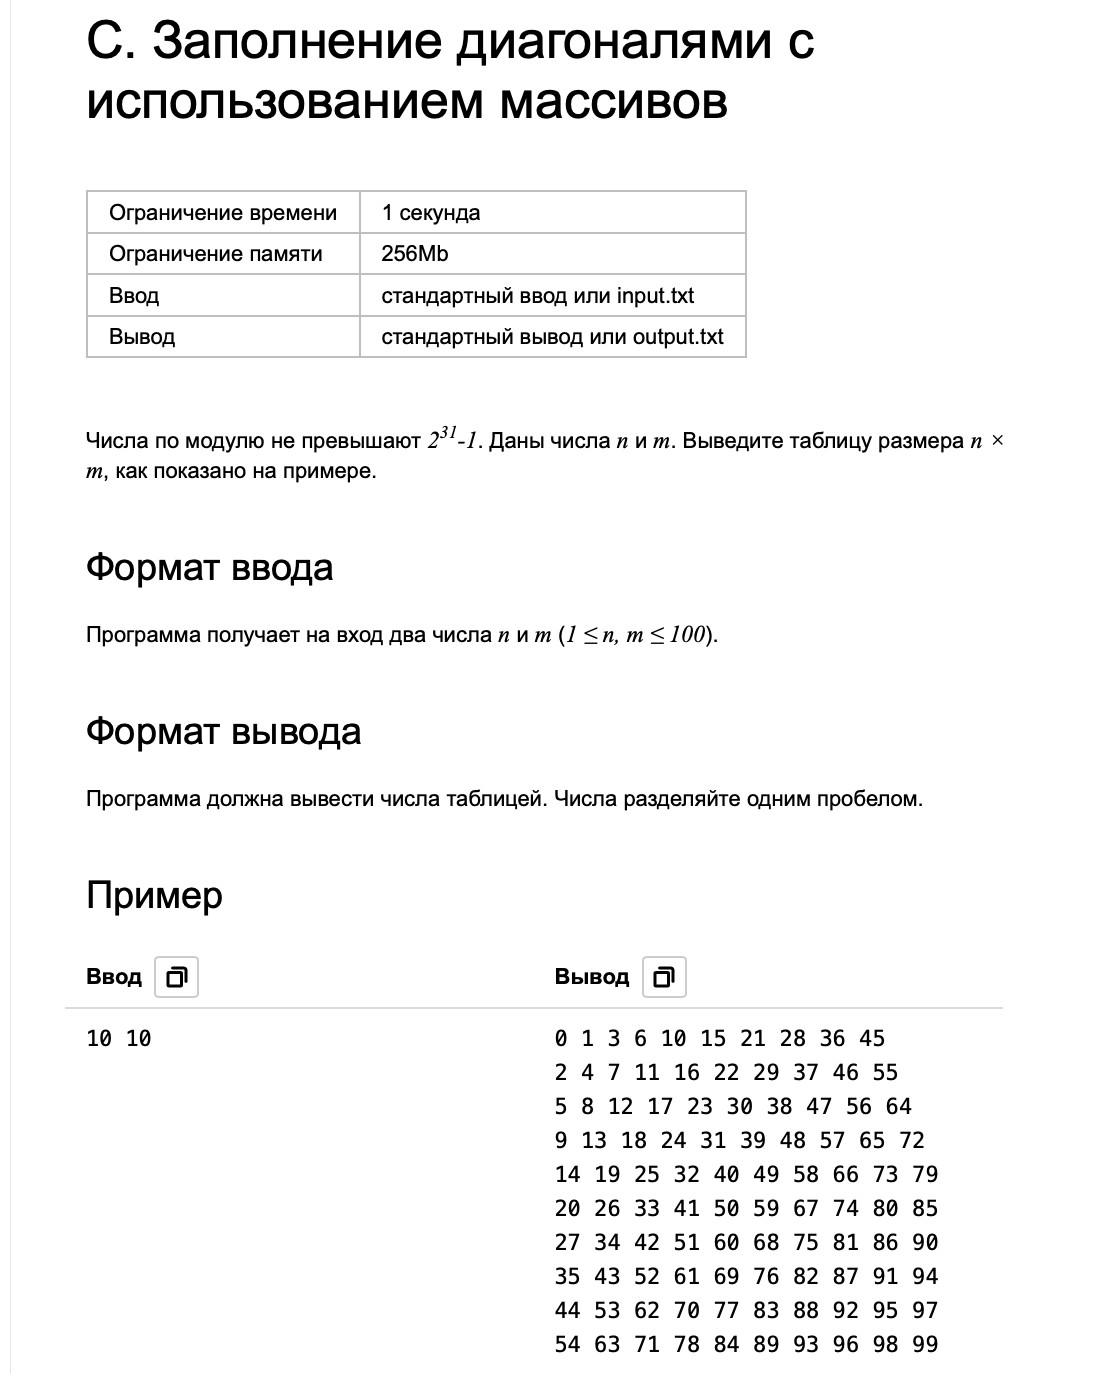 С. Заполнение диагоналями с
использованием массивов
Ограничение времени 1 секунда
Ограничение памяти 256Mb
Ввод стандартный ввод или input.txt
Вывод стандартный вывод или output.txt
Числа по модулю не превышают 2^31-1. Даны числа n и m. Выведите таблицу размера n ×
m, как показано на примере.
Формат ввода
Программа получает на вход два числа n и m (1 ≤ n, m ≤ 100).
Формат вывода
Программа должна вывести числа таблицей. Числа разделяйте одним пробелом.
Пример
Ввод Вывод
10 10
0 1 3 6 10 15 21 28 36 45
2 4 7 11 16 22 29 37 46 55
5 8 12 17 23 30 38 47 56 64
9 13 18 24 31 39 48 57 65 72
14 19 25 32 40 49 58 66 73 79
20 26 33 41 50 59 67 74 80 85
27 34 42 51 60 68 75 81 86 90
35 43 52 61 69 76 82 87 91 94
44 53 62 70 77 83 88 92 95 97
54 63 71 78 84 89 93 96 98 99